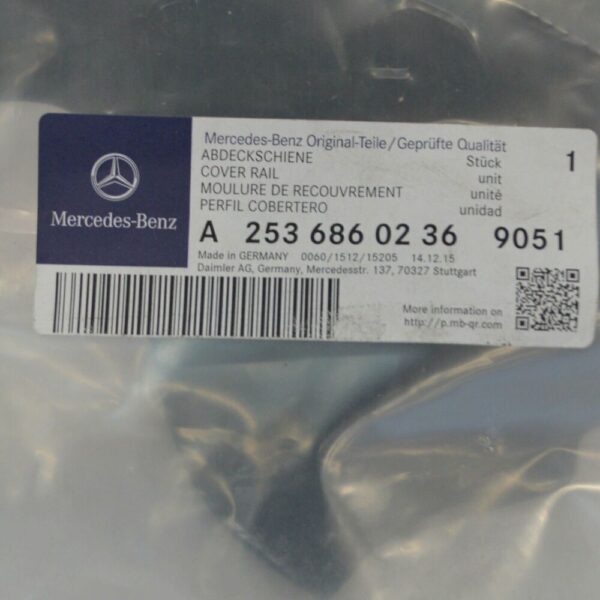 Mercedes-Benz Original-Teile/Geprüfte Qualität
ABDECKSCHIENE Stück 1
COVER RAIL unit
MOULURE DE RECOUVREMENT unité
PERFIL COBERTERO unidad
Mercedes-Benz
A 253 686 02 36 9051
Made in GERMANY 0060/1512/15205 14.12.15
Daimler AG, Germany, Mercedesstr. 137, 70327 Stuttgart
More information on
http://p.mb-qr.com